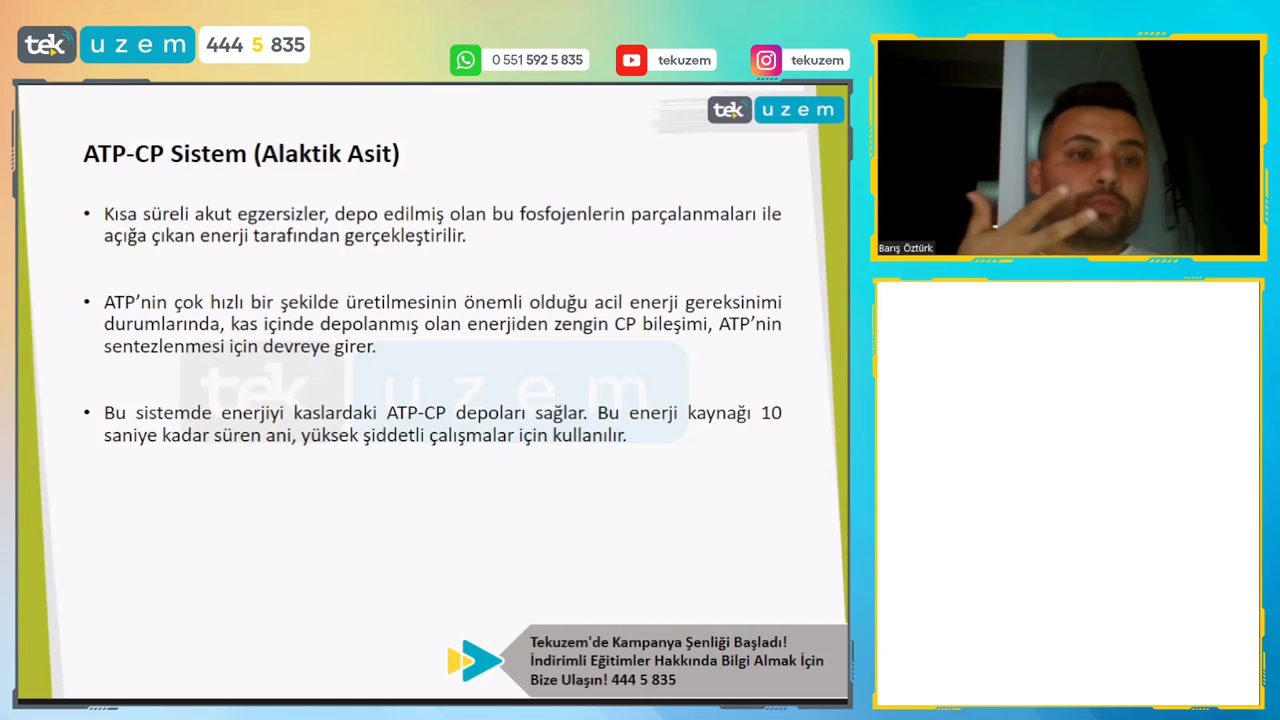 tek uzem 444 5 835
0 551 592 5 835 tekuzem tekuzem
tek uzem
ATP-CP Sistem (Alaktik Asit)
• Kısa süreli akut egzersizler, depo edilmiş olan bu fosfojenlerin parçalanmaları ile
açığa çıkan enerji tarafından gerçekleştirilir.
• ATP’nin çok hızlı bir şekilde üretilmesinin önemli olduğu acil enerji gereksinimi
durumlarında, kas içinde depolanmış olan enerjiden zengin CP bileşimi, ATP’nin
sentezlenmesi için devreye girer.
tek uzem
• Bu sistemde enerjiyi kaslardaki ATP-CP depoları sağlar. Bu enerji kaynağı 10
saniye kadar süren ani, yüksek şiddetli çalışmalar için kullanılır.
Tekuzem'de Kampanya Şenliği Başladı!
İndirimli Eğitimler Hakkında Bilgi Almak İçin
Bize Ulaşın! 444 5 835
Barış Öztürk